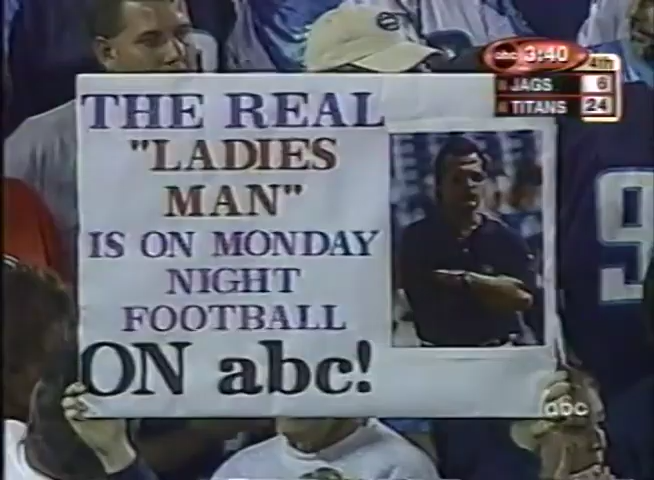 abc 3:40 4th
JAGS 6
TITANS 24
THE REAL
"LADIES
MAN"
IS ON MONDAY
NIGHT
FOOTBALL
ON abc!
9
abc